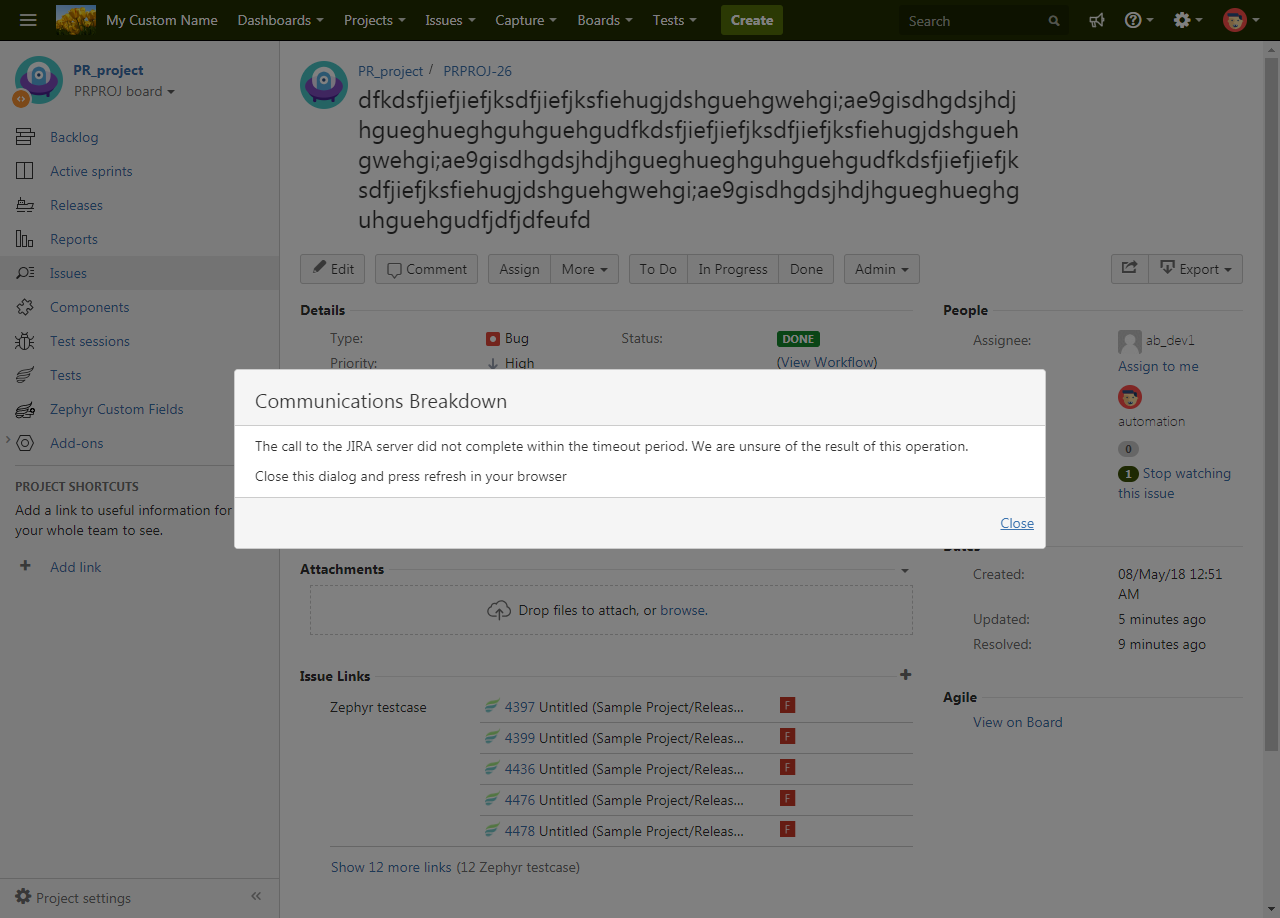 My Custom Name Dashboards Projects Issues Capture Boards Tests Create Search
PR_project
PRPROJ board
Backlog
Active sprints
Releases
Reports
Issues
Components
Test sessions
Tests
Zephyr Custom Fields
Add-ons
PROJECT SHORTCUTS
Add a link to useful information for
your whole team to see.
Add link
Project settings
PR_project / PRPROJ-26
dfkdsfjiefjiefjksdfjiefjksfiehugjdshguehgwehgi;ae9gisdhgdsjhdj
hgueghueghguhguehgudfkdsfjiefjiefjksdfjiefjksfiehugjdshgueh
gwehgi;ae9gisdhgdsjhdjhgueghueghguhguehgudfkdsfjiefjiefjk
sdfjiefjksfiehugjdshguehgwehgi;ae9gisdhgdsjhdjhgueghueghg
uhguehgudfjdfjdfeufd
Edit Comment Assign More To Do In Progress Done Admin Export
Details
Type: Bug Status: DONE
Priority: High (View Workflow)
Communications Breakdown
The call to the JIRA server did not complete within the timeout period. We are unsure of the result of this operation.
Close this dialog and press refresh in your browser
Close
Attachments
Drop files to attach, or browse.
Issue Links
Zephyr testcase
4397 Untitled (Sample Project/Releas... F
4399 Untitled (Sample Project/Releas... F
4436 Untitled (Sample Project/Releas... F
4476 Untitled (Sample Project/Releas... F
4478 Untitled (Sample Project/Releas... F
Show 12 more links (12 Zephyr testcase)
People
Assignee: ab_dev1
Assign to me
automation
0
1 Stop watching
this issue
Dates
Created: 08/May/18 12:51
AM
Updated: 5 minutes ago
Resolved: 9 minutes ago
Agile
View on Board